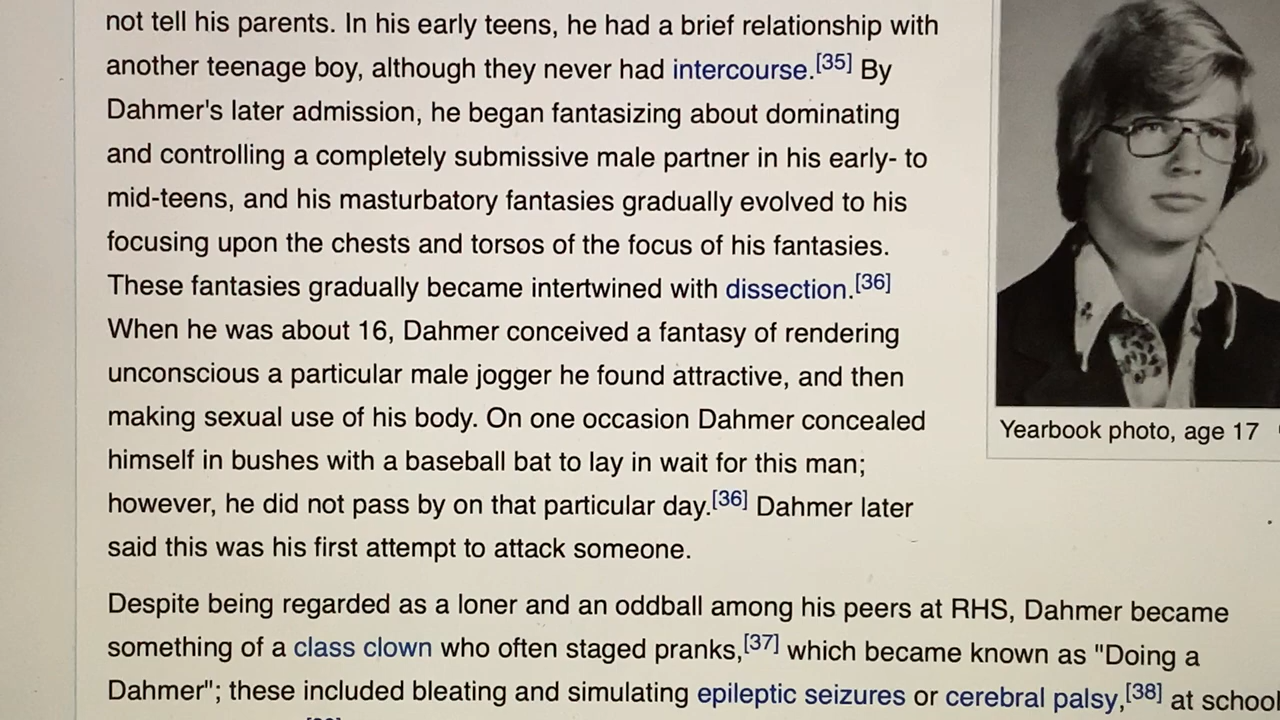 not tell his parents. In his early teens, he had a brief relationship with
another teenage boy, although they never had intercourse.[35] By
Dahmer's later admission, he began fantasizing about dominating
and controlling a completely submissive male partner in his early- to
mid-teens, and his masturbatory fantasies gradually evolved to his
focusing upon the chests and torsos of the focus of his fantasies.
These fantasies gradually became intertwined with dissection.[36]
When he was about 16, Dahmer conceived a fantasy of rendering
unconscious a particular male jogger he found attractive, and then
making sexual use of his body. On one occasion Dahmer concealed
himself in bushes with a baseball bat to lay in wait for this man;
however, he did not pass by on that particular day.[36] Dahmer later
said this was his first attempt to attack someone.
Yearbook photo, age 17
Despite being regarded as a loner and an oddball among his peers at RHS, Dahmer became
something of a class clown who often staged pranks,[37] which became known as "Doing a
Dahmer"; these included bleating and simulating epileptic seizures or cerebral palsy,[38] at school